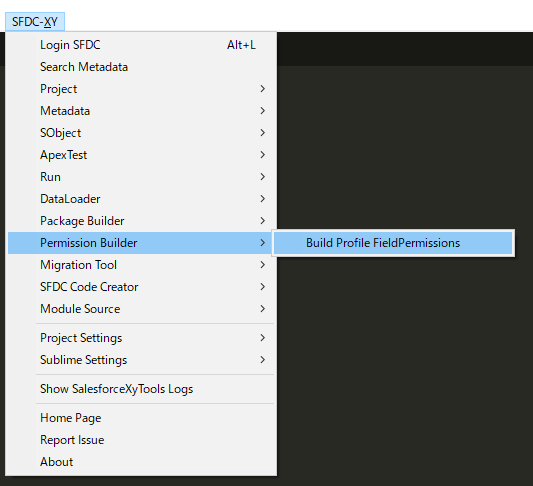 SFDC-XY
Login SFDC Alt+L
Search Metadata
Project
Metadata
SObject
ApexTest
Run
DataLoader
Package Builder
Permission Builder Build Profile FieldPermissions
Migration Tool
SFDC Code Creator
Module Source
Project Settings
Sublime Settings
Show SalesforceXyTools Logs
Home Page
Report Issue
About